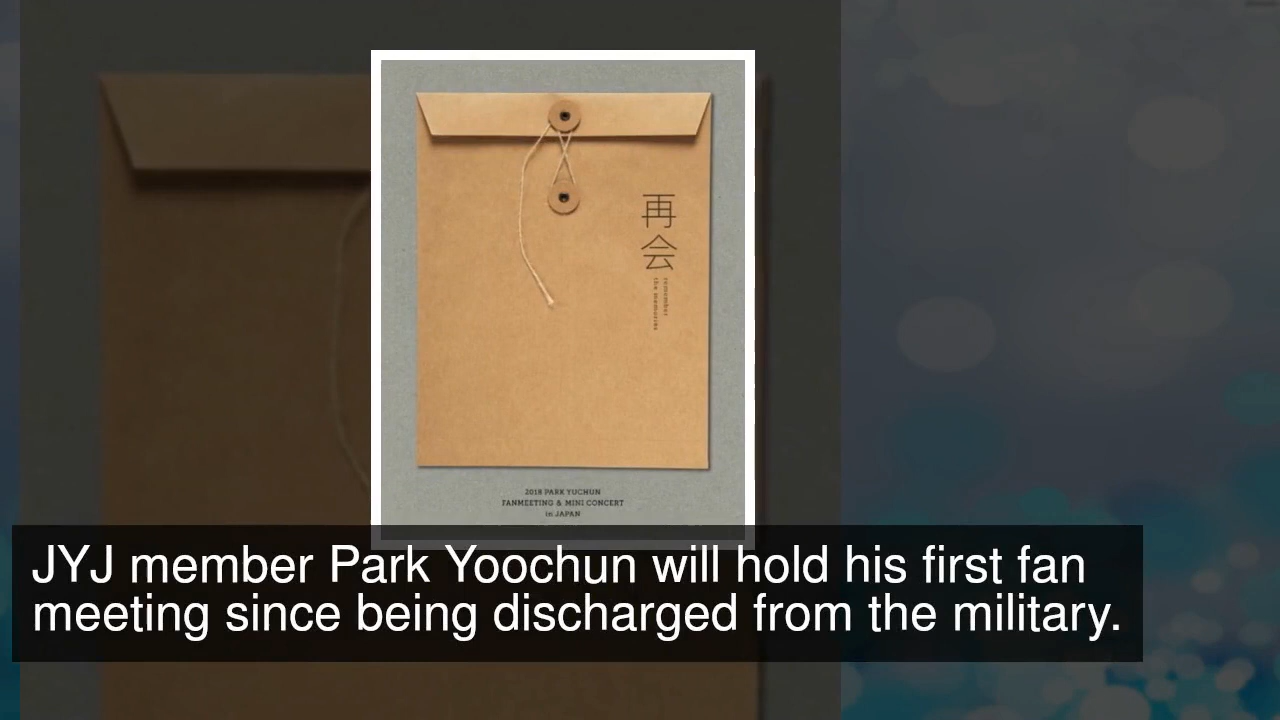 再会
remember
the memories
2018 PARK YUCHUN
FANMEETING & MINI CONCERT
in JAPAN
JYJ member Park Yoochun will hold his first fan
meeting since being discharged from the military.